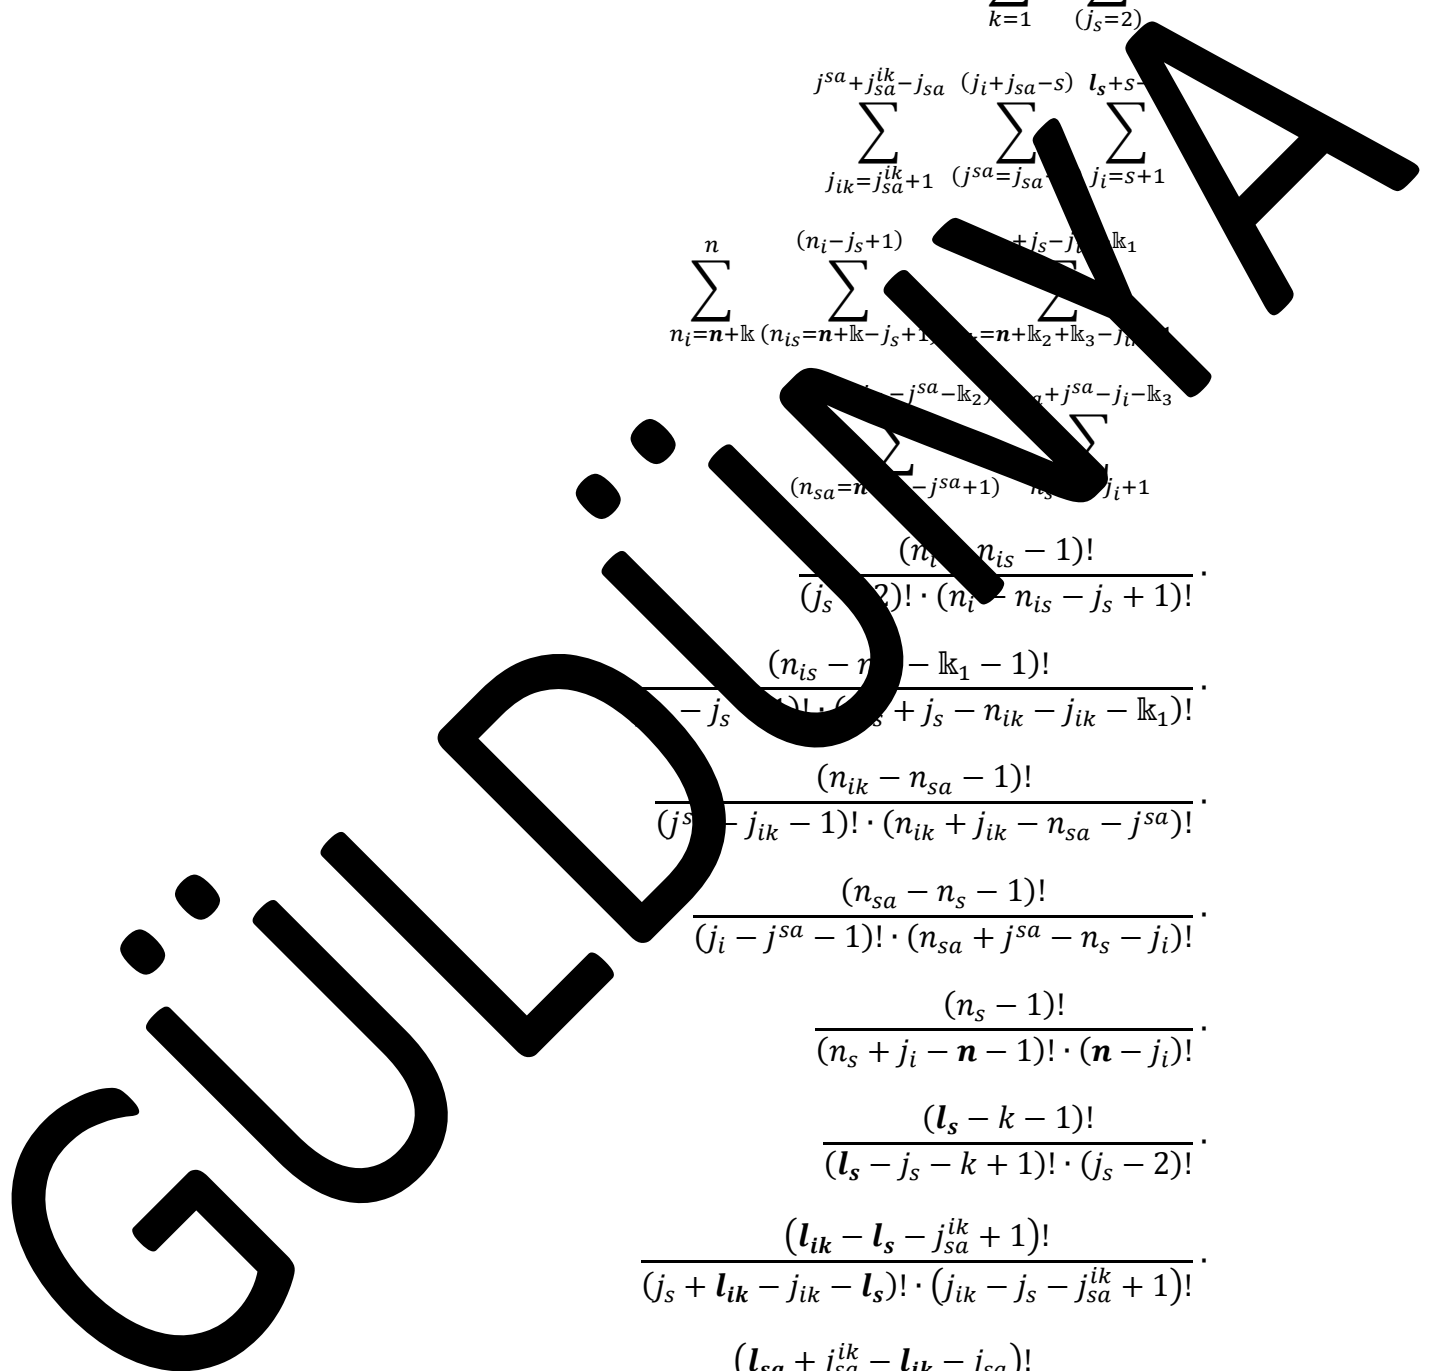 k=1 (j_s=2)
j^{sa}+j_{sa}^{ik}−j_{sa} (j_i+j_{sa}−s) l_s+s−
∑ ∑ ∑
j_{ik}=j_{sa}^{ik}+1 (j^{sa}=j_{sa} j_i=s+1
n (n_i−j_s+1) +j_s−j 𝕜_1
∑ ∑ ∑
n_i=n+𝕜 (n_{is}=n+𝕜−j_s+1) =n+𝕜_2+𝕜_3−j
−j^{sa}−𝕜_2) +j^{sa}−j_i−𝕜_3
∑ ∑
(n_{sa}=n −j^{sa}+1) j_i+1
(n_i n_{is} − 1)!
(j_s 2)! · (n_i − n_{is} − j_s + 1)! ·
(n_{is} − n − 𝕜_1 − 1)!
− j_s )! · ( + j_s − n_{ik} − j_{ik} − 𝕜_1)! ·
(n_{ik} − n_{sa} − 1)!
(j^{sa} − j_{ik} − 1)! · (n_{ik} + j_{ik} − n_{sa} − j^{sa})! ·
(n_{sa} − n_s − 1)!
(j_i − j^{sa} − 1)! · (n_{sa} + j^{sa} − n_s − j_i)! ·
(n_s − 1)!
(n_s + j_i − n − 1)! · (n − j_i)! ·
(l_s − k − 1)!
(l_s − j_s − k + 1)! · (j_s − 2)! ·
(l_{ik} − l_s − j_{sa}^{ik} + 1)!
(j_s + l_{ik} − j_{ik} − l_s)! · (j_{ik} − j_s − j_{sa}^{ik} + 1)! ·
(l_{sa} + j_{sa}^{ik} − l_{ik} − j_{sa})!
GÜLDÜNYA